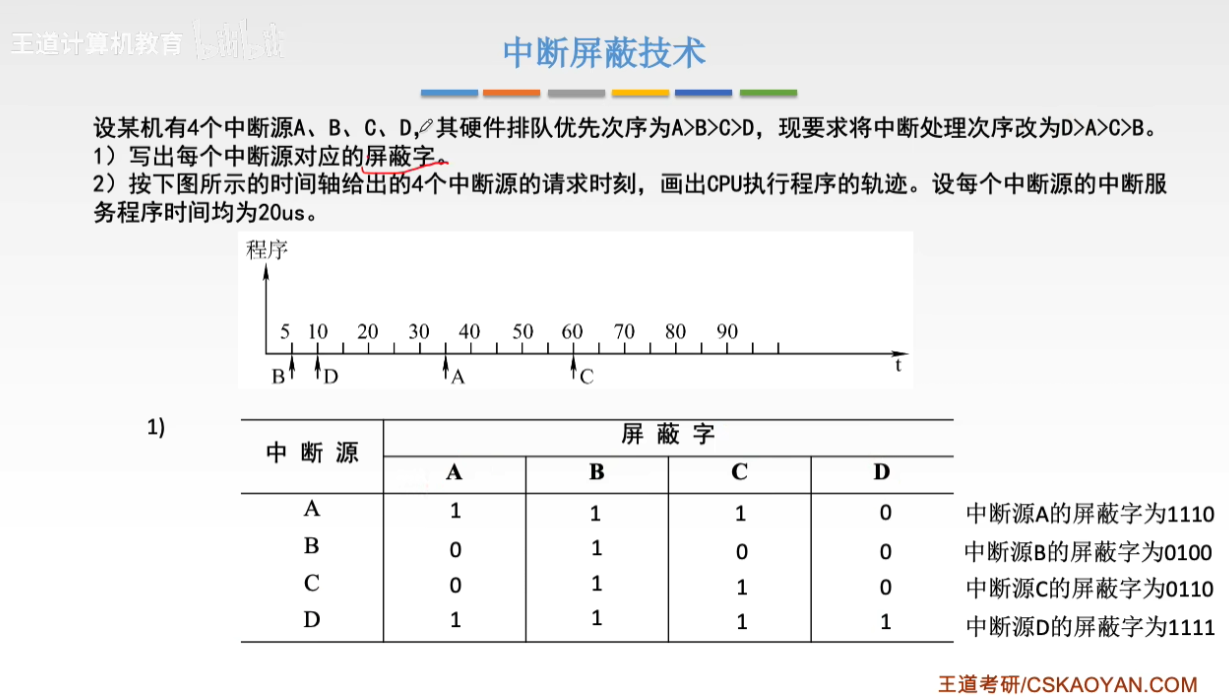 王道计算机教育
中断屏蔽技术
设某机有4个中断源A、B、C、D，其硬件排队优先次序为A>B>C>D，现要求将中断处理次序改为D>A>C>B。
1）写出每个中断源对应的屏蔽字。
2）按下图所示的时间轴给出的4个中断源的请求时刻，画出CPU执行程序的轨迹。设每个中断源的中断服
务程序时间均为20us。
程序
5 10 20 30 40 50 60 70 80 90
B D A C t
1)
中断源 屏蔽字
A B C D
A 1 1 1 0 中断源A的屏蔽字为1110
B 0 1 0 0 中断源B的屏蔽字为0100
C 0 1 1 0 中断源C的屏蔽字为0110
D 1 1 1 1 中断源D的屏蔽字为1111
王道考研/CSKAOYAN.COM